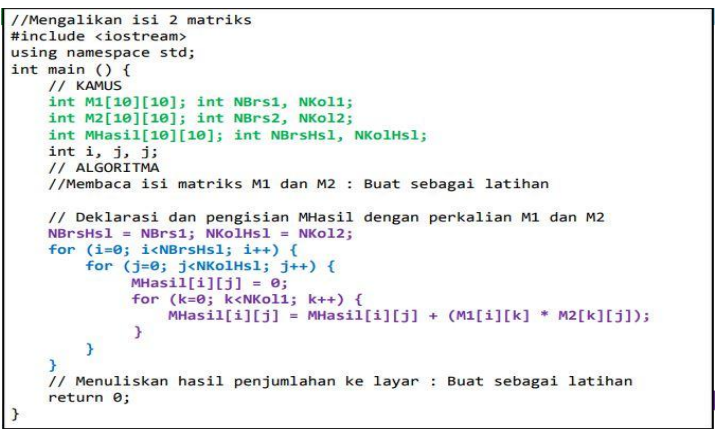 //Mengalikan isi 2 matriks
#include <iostream>
using namespace std;
int main () {
// KAMUS
int M1[10][10]; int NBrs1, NKol1;
int M2[10][10]; int NBrs2, NKol2;
int MHasil[10][10]; int NBrsHsl, NKolHsl;
int i, j, j;
// ALGORITMA
//Membaca isi matriks M1 dan M2 : Buat sebagai latihan
// Deklarasi dan pengisian MHasil dengan perkalian M1 dan M2
NBrsHsl = NBrs1; NKolHsl = NKol2;
for (i=0; i<NBrsHsl; i++) {
for (j=0; j<NKolHsl; j++) {
MHasil[i][j] = 0;
for (k=0; k<NKol1; k++) {
MHasil[i][j] = MHasil[i][j] + (M1[i][k] * M2[k][j]);
}
}
}
// Menuliskan hasil penjumlahan ke layar : Buat sebagai latihan
return 0;
}